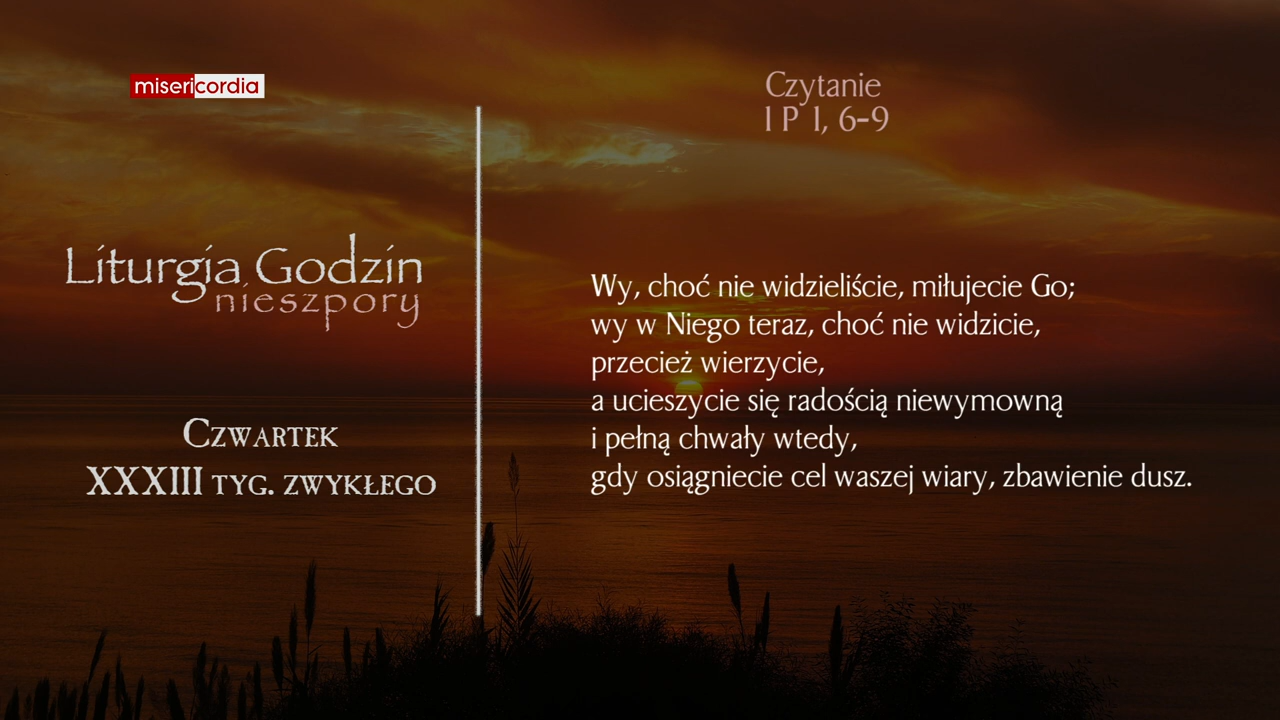 misericordia
Czytanie
1 P 1, 6-9
Liturgia Godzin
nieszpory
Czwartek
XXXIII tyg. zwykłego
Wy, choć nie widzieliście, miłujecie Go;
wy w Niego teraz, choć nie widzicie,
przecież wierzycie,
a ucieszycie się radością niewymowną
i pełną chwały wtedy,
gdy osiągniecie cel waszej wiary, zbawienie dusz.